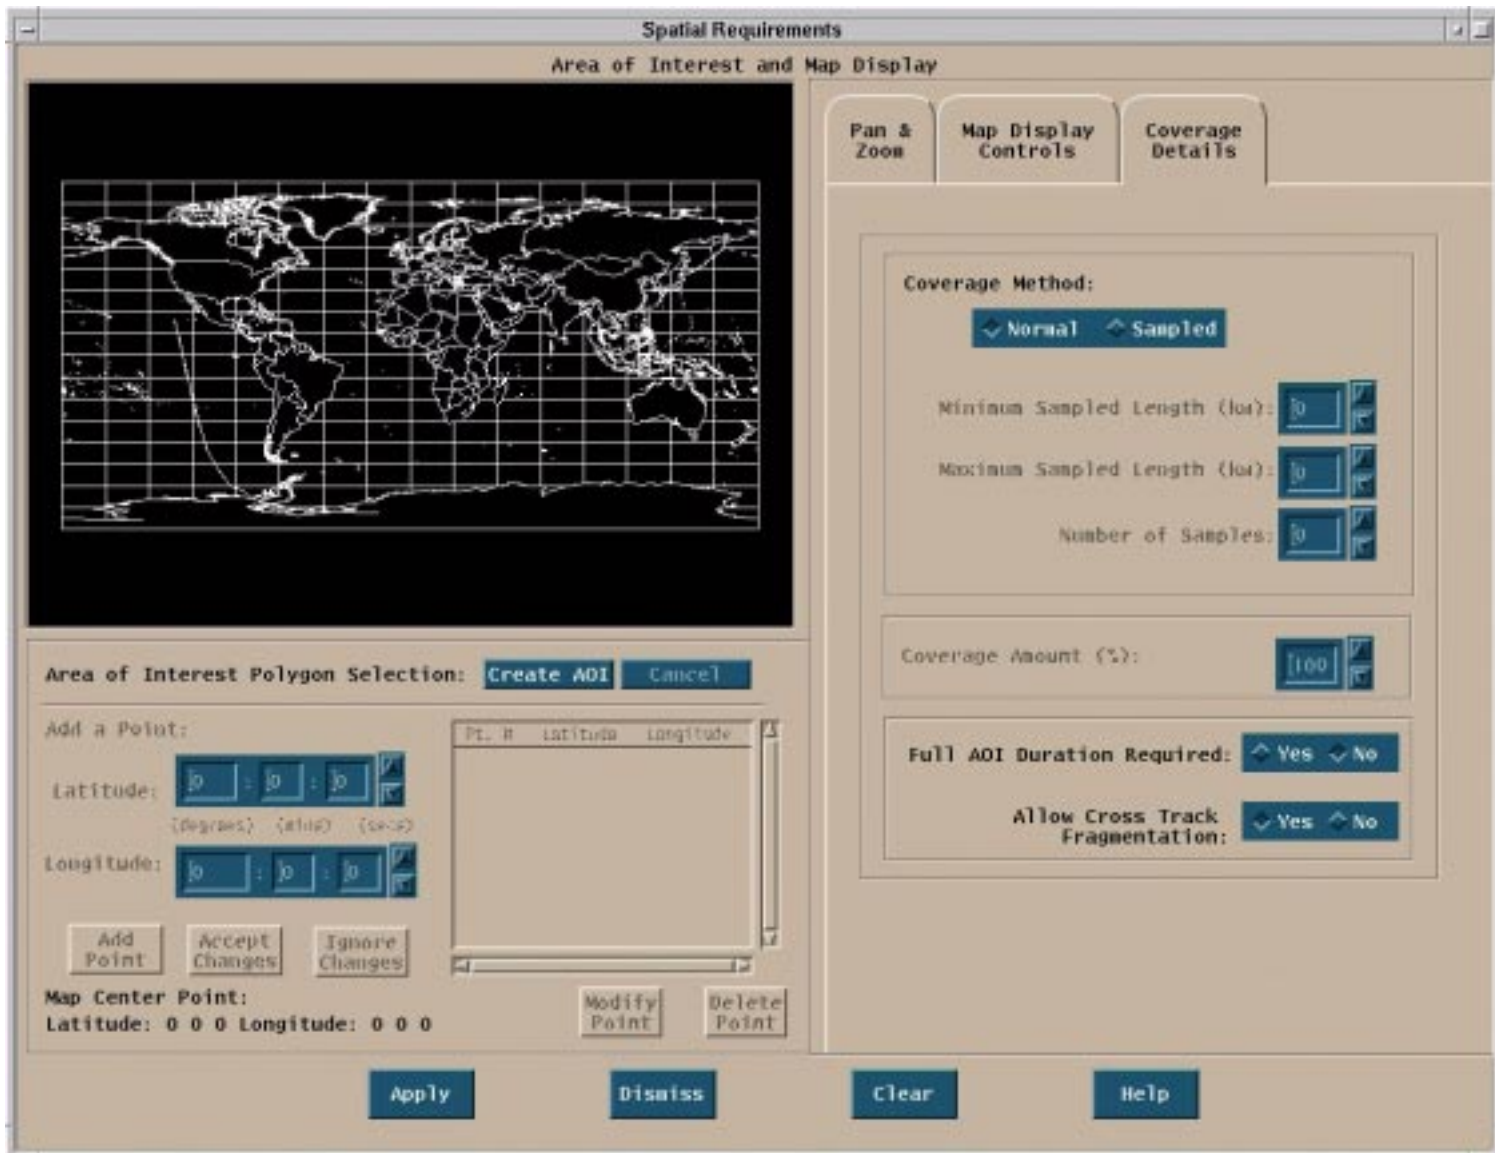 Spatial Requirements
Area of Interest and Map Display
Pan & Zoom
Map Display Controls
Coverage Details
Coverage Method:
Normal Sampled
Minimum Sampled Length (km): 0
Maximum Sampled Length (km): 0
Number of Samples: 0
Coverage Amount (%): 100
Full AOI Duration Required: Yes No
Allow Cross Track
Fragmentation: Yes No
Area of Interest Polygon Selection: Create AOI Cancel
Add a Point:
Latitude: 0 : 0 : 0
(degrees) (mins) (secs)
Longitude: 0 : 0 : 0
Pt. # Latitude Longitude
Add Point
Accept Changes
Ignore Changes
Modify Point
Delete Point
Map Center Point:
Latitude: 0 0 0 Longitude: 0 0 0
Apply Dismiss Clear Help